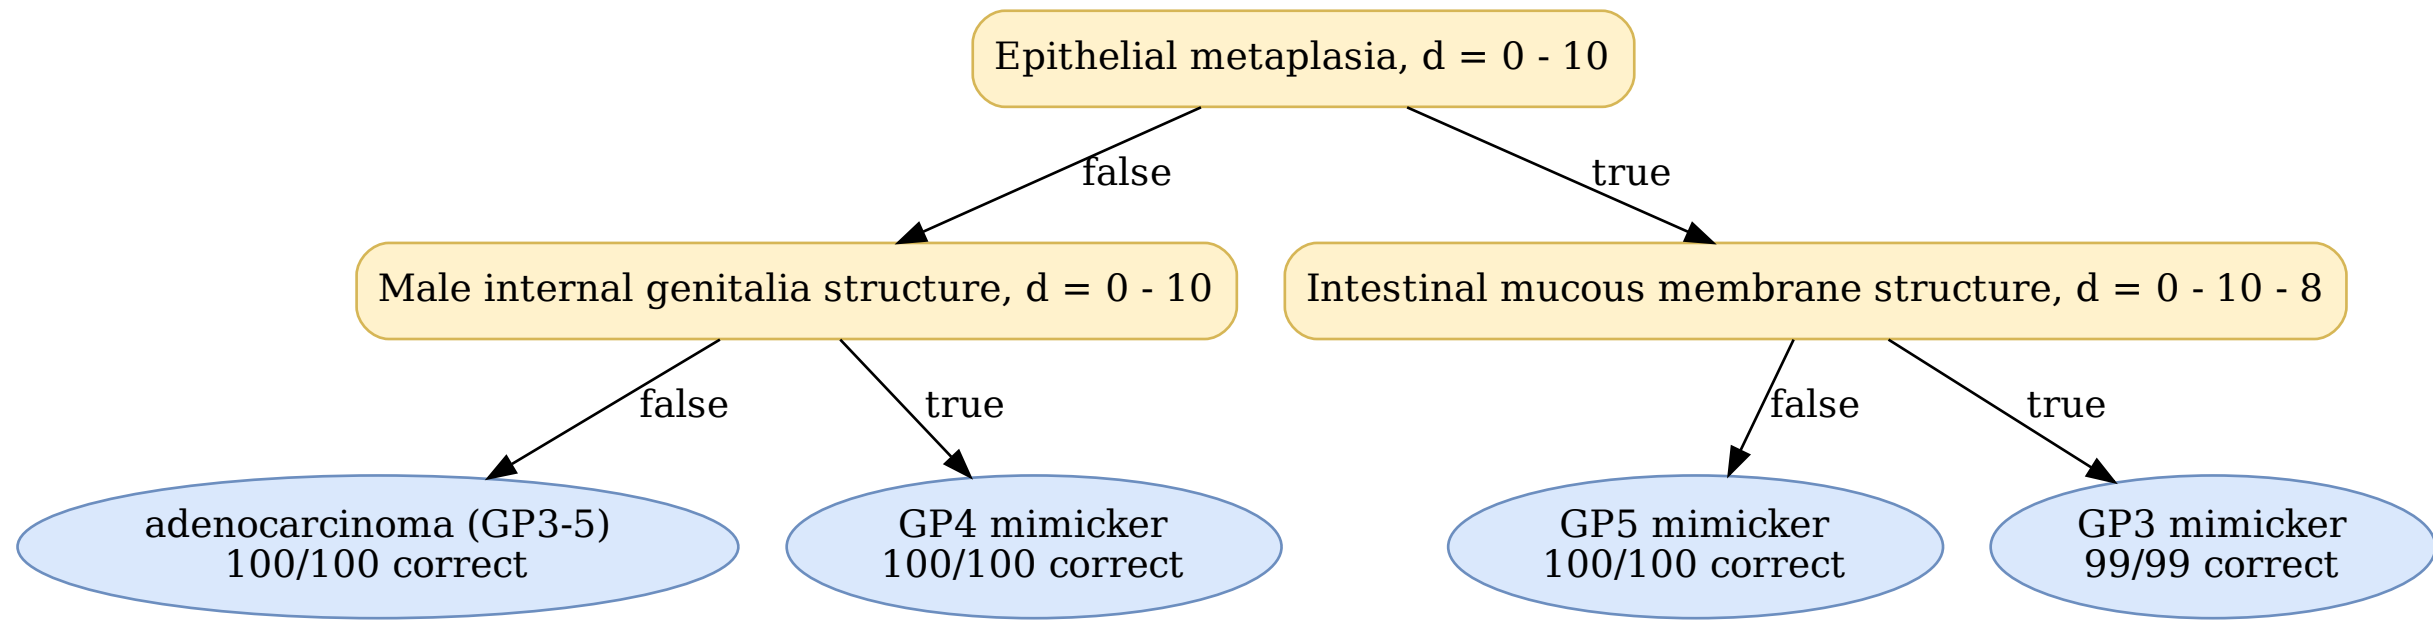 Epithelial metaplasia, d = 0 - 10
false
true
Male internal genitalia structure, d = 0 - 10
Intestinal mucous membrane structure, d = 0 - 10 - 8
false
true
false
true
adenocarcinoma (GP3-5)
100/100 correct
GP4 mimicker
100/100 correct
GP5 mimicker
100/100 correct
GP3 mimicker
99/99 correct